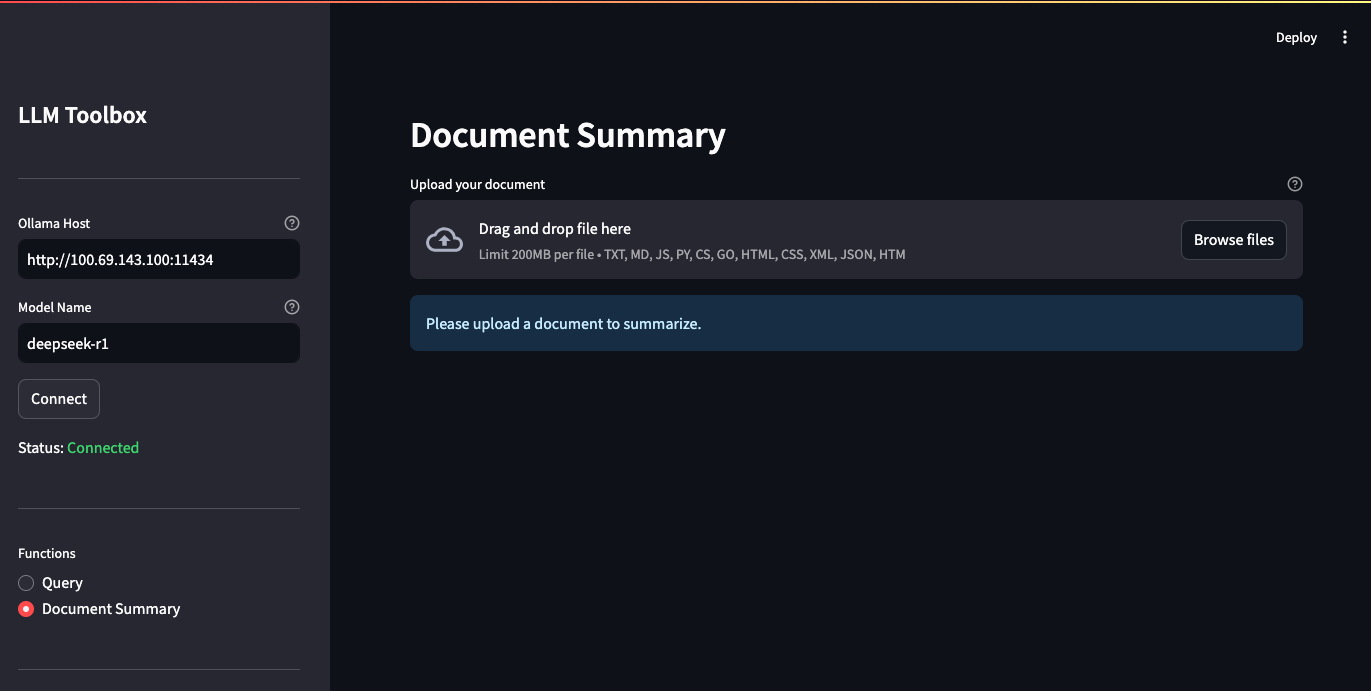 Deploy
LLM Toolbox
Ollama Host
http://100.69.143.100:11434
Model Name
deepseek-r1
Connect
Status: Connected
Functions
Query
Document Summary
Document Summary
Upload your document
Drag and drop file here
Limit 200MB per file • TXT, MD, JS, PY, CS, GO, HTML, CSS, XML, JSON, HTM
Browse files
Please upload a document to summarize.